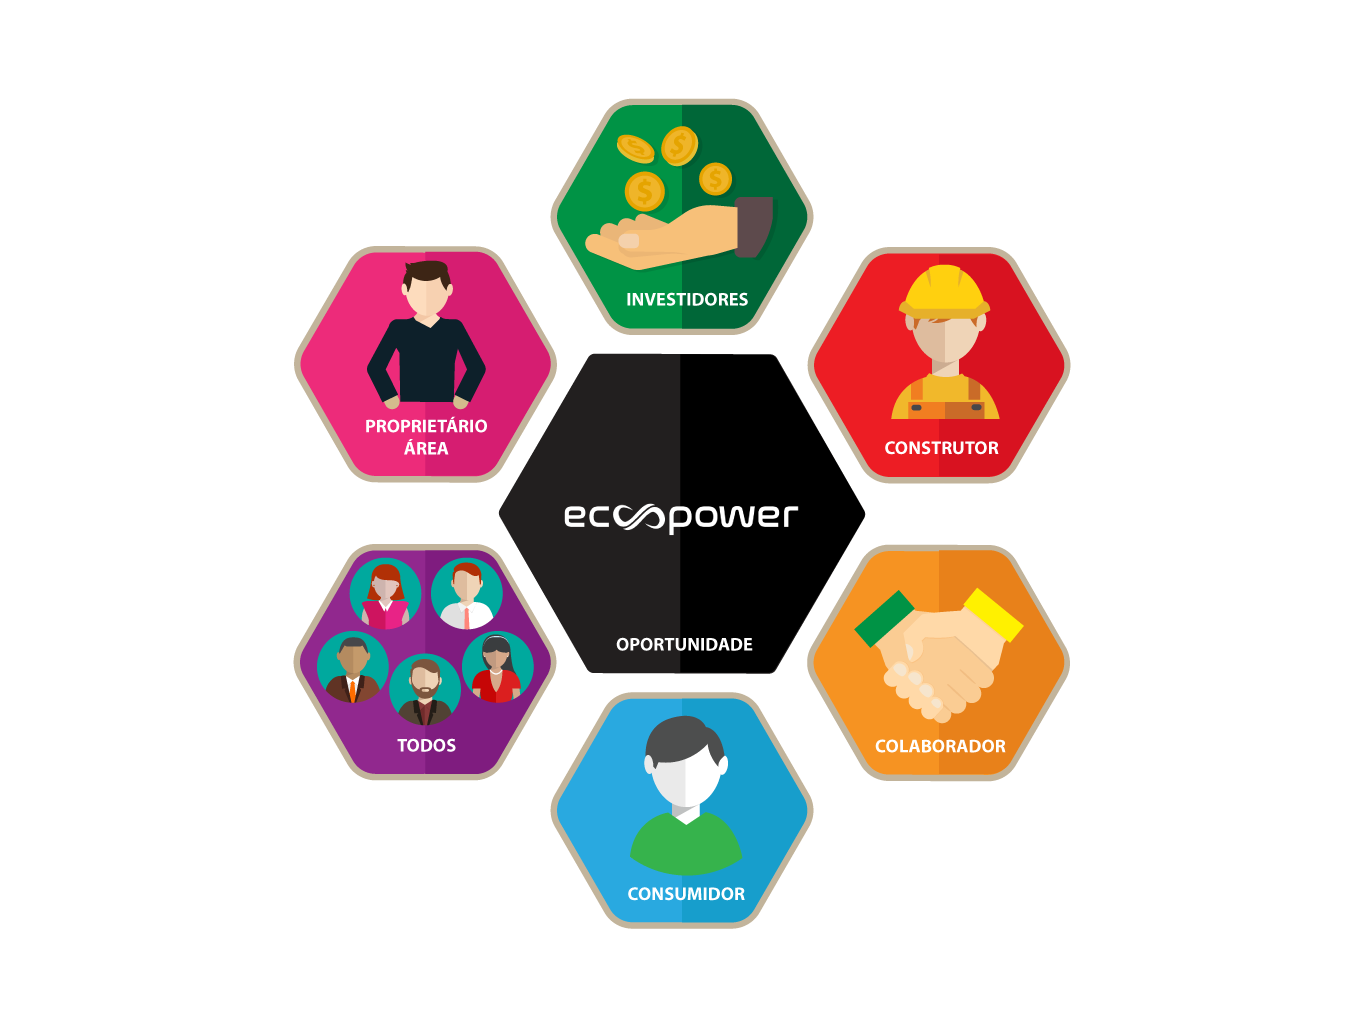 INVESTIDORES
PROPRIETÁRIO
ÁREA
CONSTRUTOR
ecopower
OPORTUNIDADE
TODOS
COLABORADOR
CONSUMIDOR